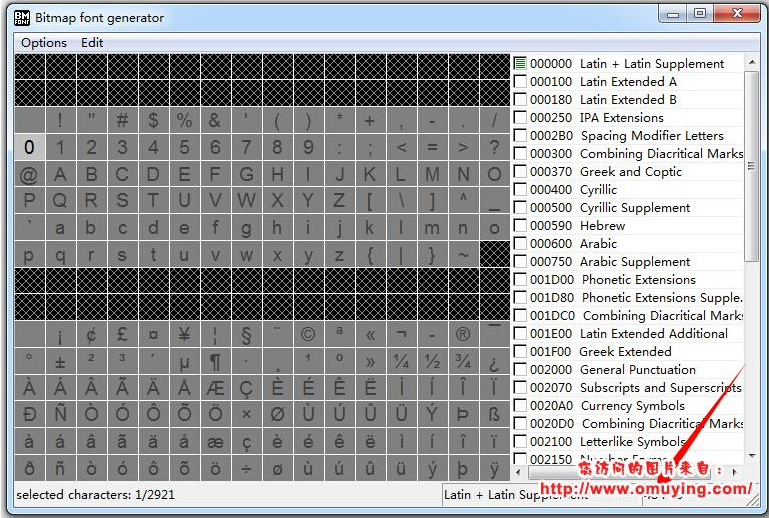 BM FONT Bitmap font generator
Options Edit
! " # $ % & ' ( ) * + , - . /
0 1 2 3 4 5 6 7 8 9 : ; < = > ?
@ A B C D E F G H I J K L M N O
P Q R S T U V W X Y Z [ \ ] ^ _
` a b c d e f g h i j k l m n o
p q r s t u v w x y z { | } ~
¡ ¢ £ ¤ ¥ ¦ § ¨ © ª « ¬ - ® ¯
° ± ² ³ ´ µ ¶ · ¸ ¹ º » ¼ ½ ¾ ¿
À Á Â Ã Ä Å Æ Ç È É Ê Ë Ì Í Î Ï
Ð Ñ Ò Ó Ô Õ Ö × Ø Ù Ú Û Ü Ý Þ ß
à á â ã ä å æ ç è é ê ë ì í î ï
ð ñ ò ó ô õ ö ÷ ø ù ú û ü ý þ ÿ
000000 Latin + Latin Supplement
000100 Latin Extended A
000180 Latin Extended B
000250 IPA Extensions
0002B0 Spacing Modifier Letters
000300 Combining Diacritical Marks
000370 Greek and Coptic
000400 Cyrillic
000500 Cyrillic Supplement
000590 Hebrew
000600 Arabic
000750 Arabic Supplement
001D00 Phonetic Extensions
001D80 Phonetic Extensions Supple.
001DC0 Combining Diacritical Marks
001E00 Latin Extended Additional
001F00 Greek Extended
002000 General Punctuation
002070 Subscripts and Superscripts
0020A0 Currency Symbols
0020D0 Combining Diacritical Marks
002100 Letterlike Symbols
002150 Number Forms
您访问的图片来自：
http://www.omuying.com/
selected characters: 1/2921
Latin + Latin Supplement